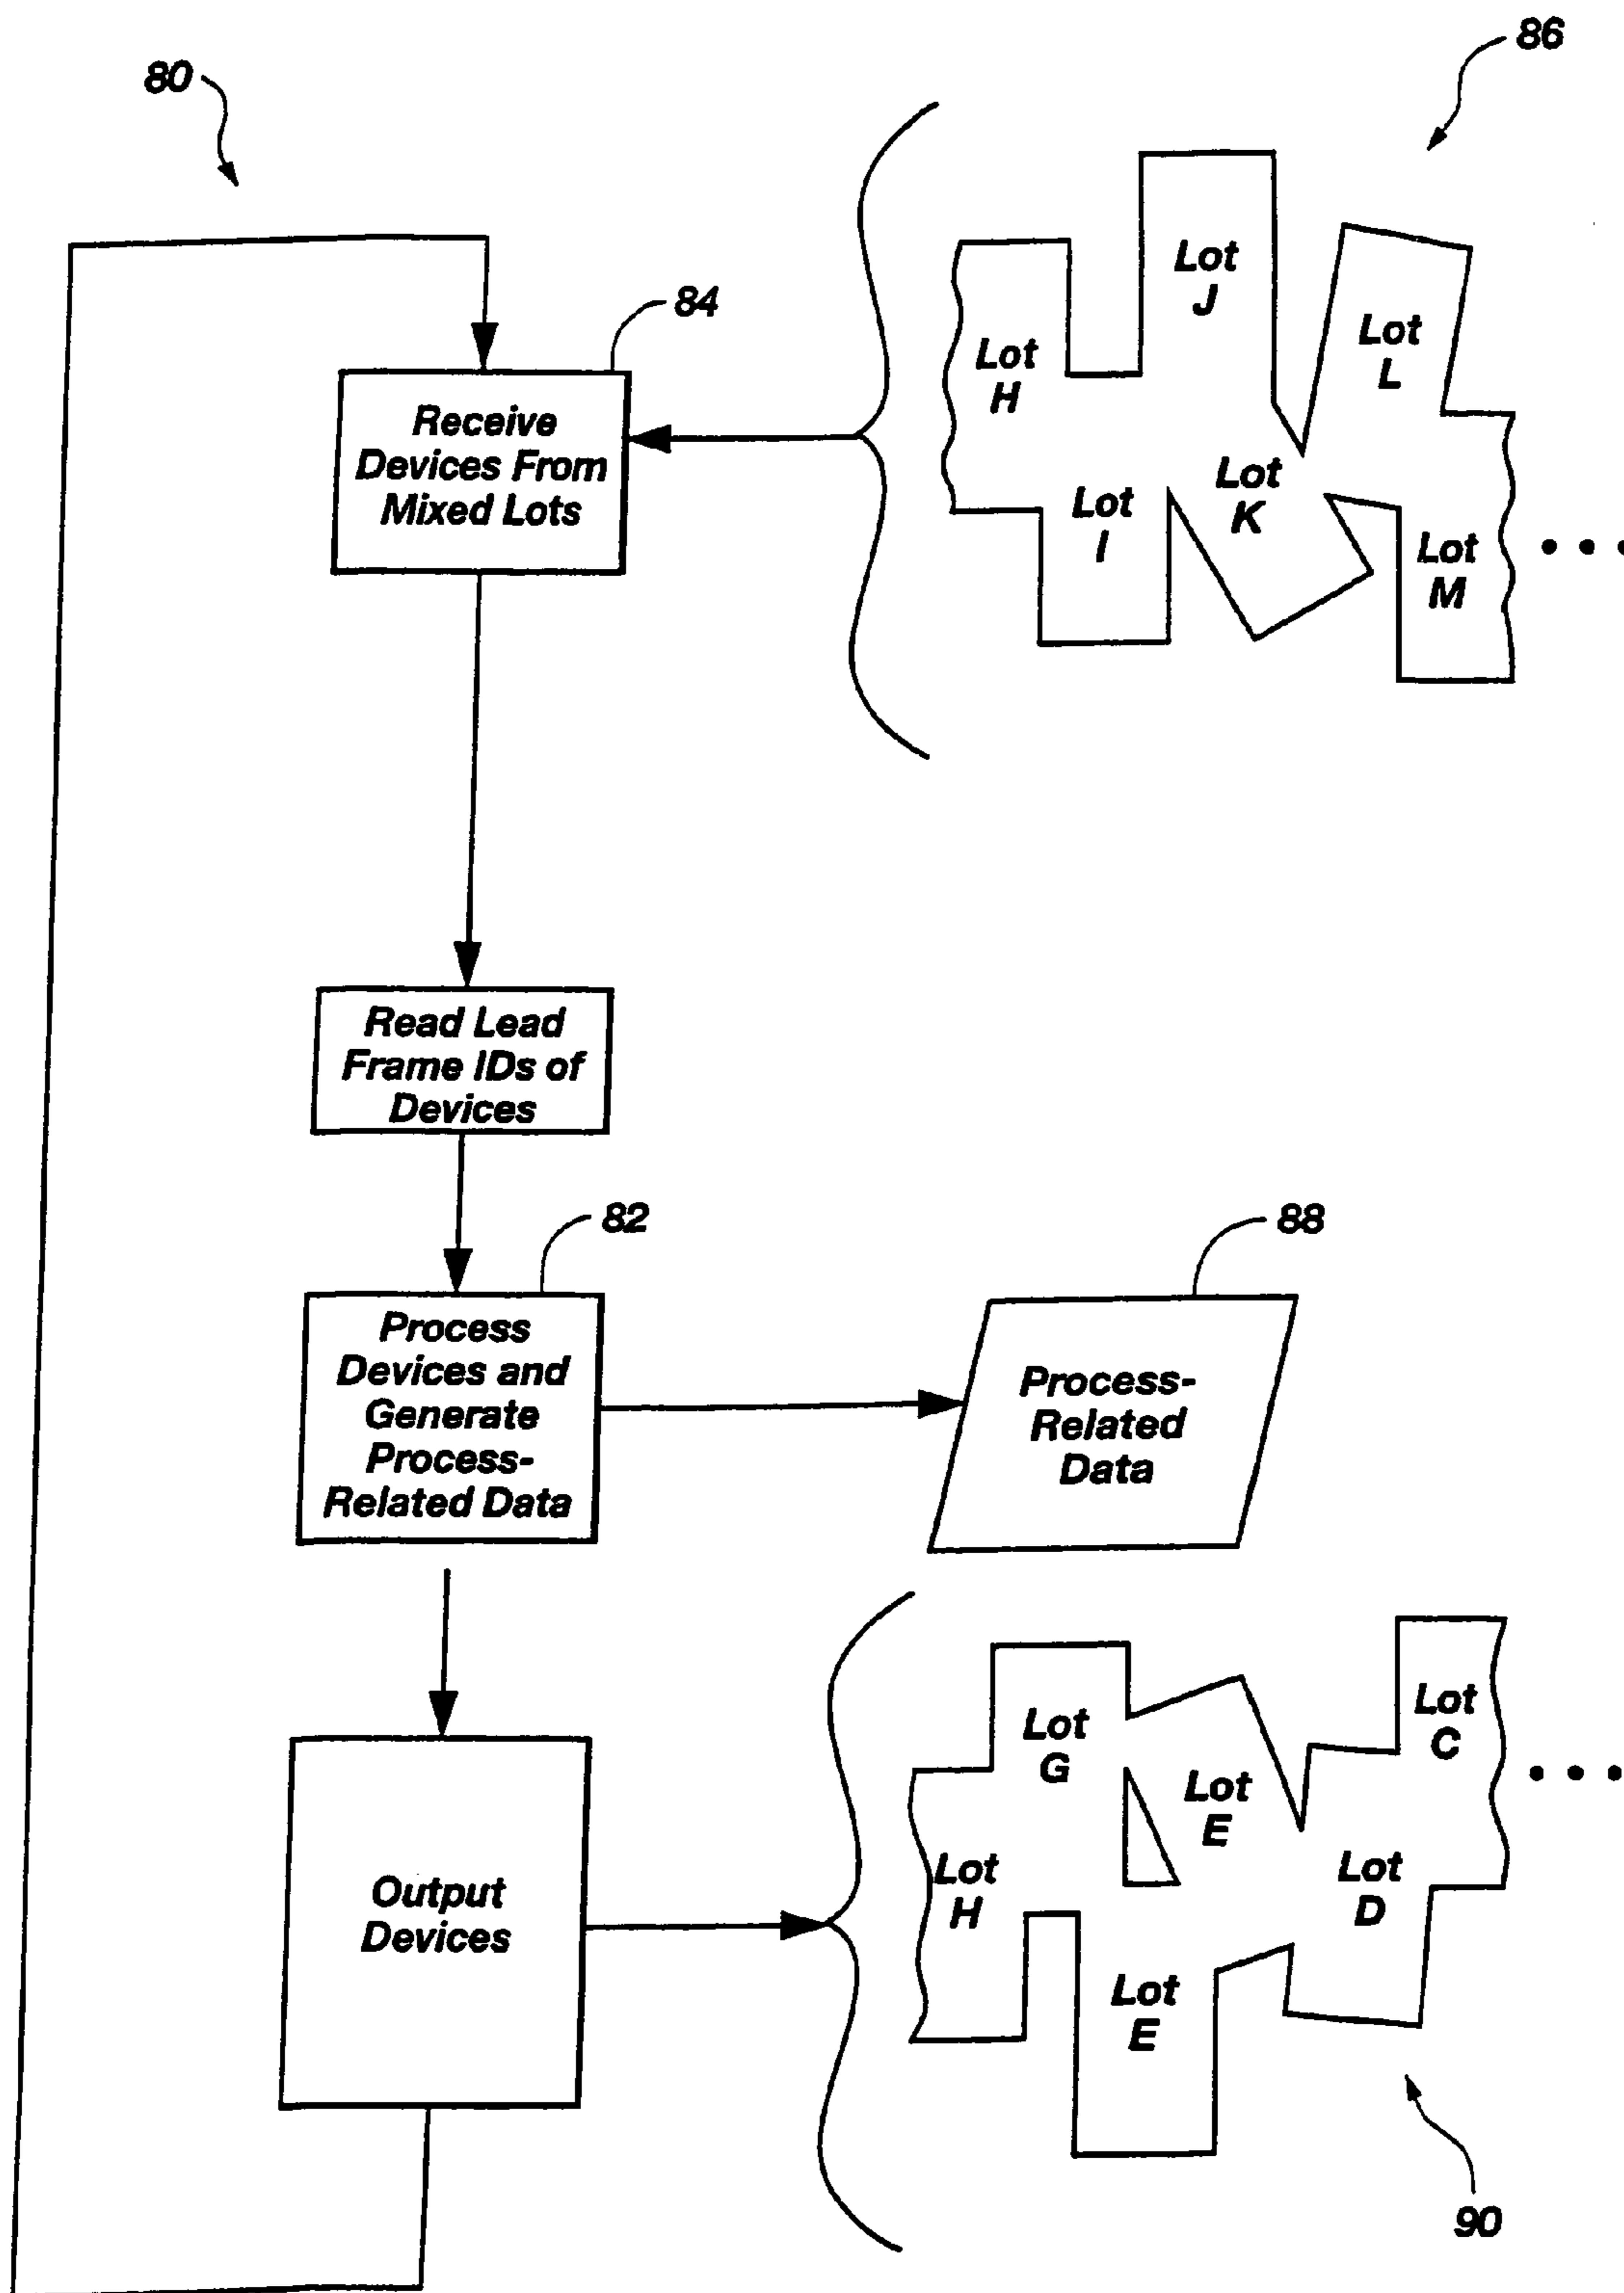 80
86
84
Receive
Devices From
Mixed Lots
Lot
H
Lot
J
Lot
L
Lot
I
Lot
K
Lot
M
Read Lead
Frame IDs of
Devices
82
Process
Devices and
Generate
Process-
Related Data
88
Process-
Related
Data
Output
Devices
Lot
G
Lot
E
Lot
C
Lot
H
Lot
D
Lot
E
90